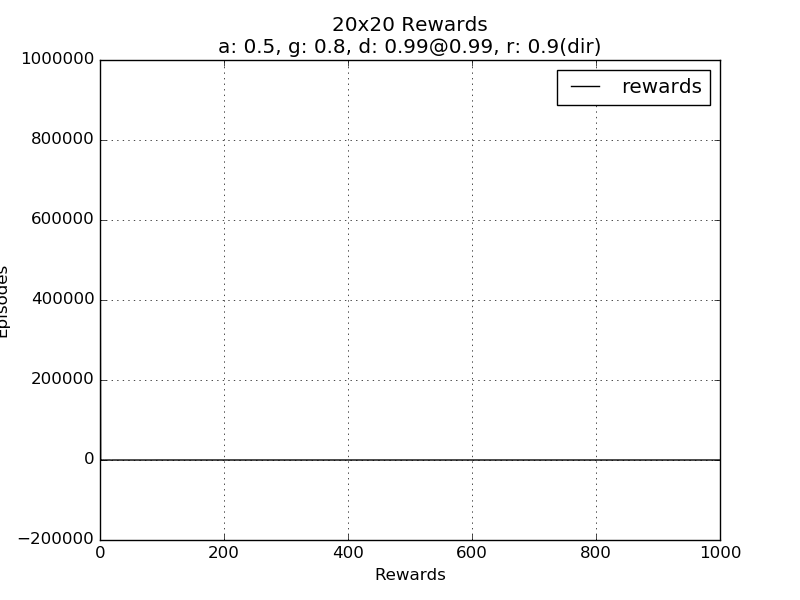 20x20 Rewards
a: 0.5, g: 0.8, d: 0.99@0.99, r: 0.9(dir)
1000000
rewards
800000
600000
400000
Episodes
200000
0
−200000
0 200 400 600 800 1000
Rewards